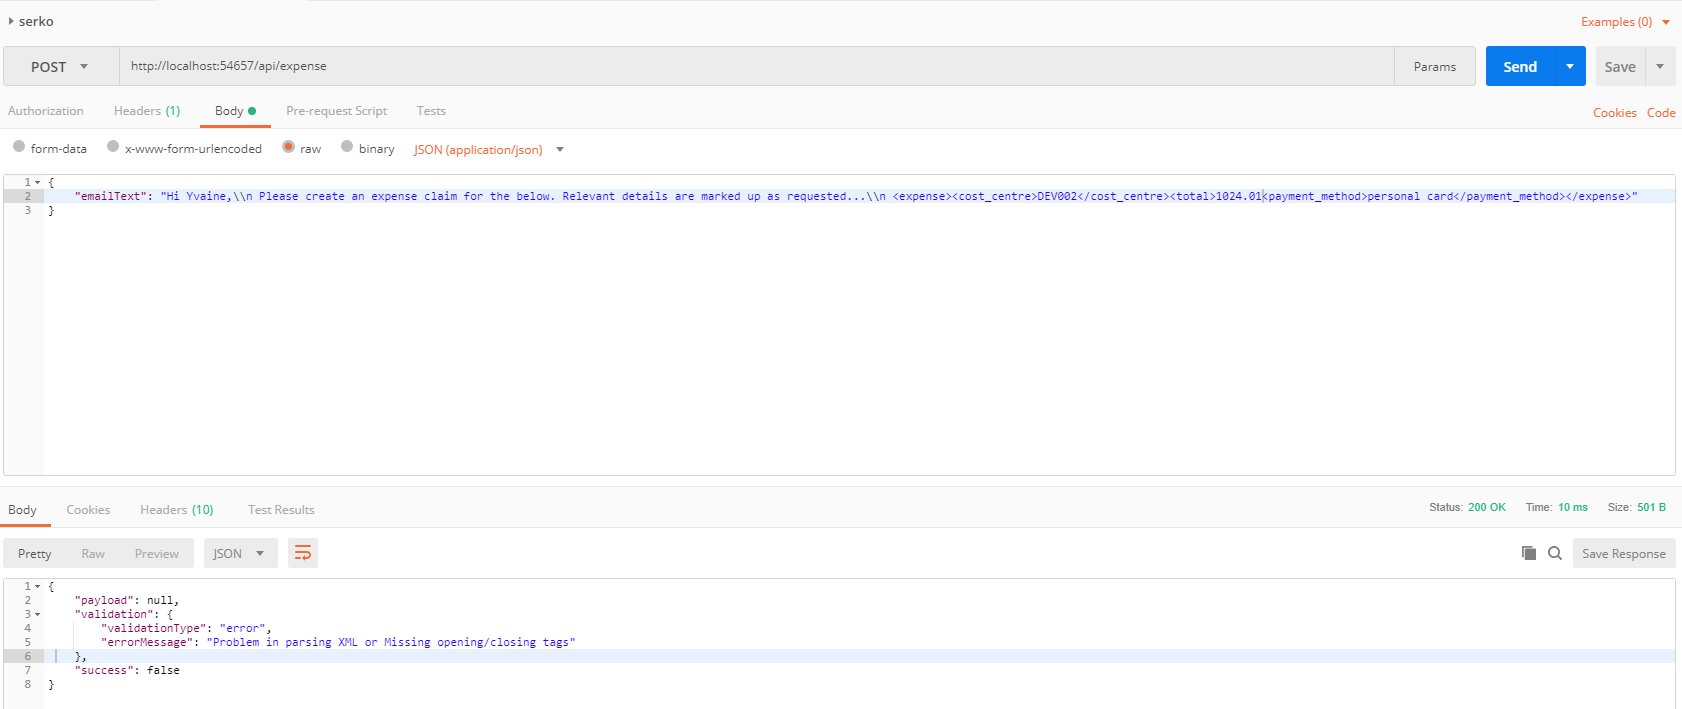 serko
Examples (0)
POST http://localhost:54657/api/expense Params Send Save
Authorization Headers (1) Body Pre-request Script Tests Cookies Code
form-data x-www-form-urlencoded raw binary JSON (application/json)
1 {
2 "emailText": "Hi Yvaine,\\n Please create an expense claim for the below. Relevant details are marked up as requested...\\n <expense><cost_centre>DEV002</cost_centre><total>1024.01<payment_method>personal card</payment_method></expense>"
3 }
Body Cookies Headers (10) Test Results Status: 200 OK Time: 10 ms Size: 501 B
Pretty Raw Preview JSON Save Response
1 {
2 "payload": null,
3 "validation": {
4 "validationType": "error",
5 "errorMessage": "Problem in parsing XML or Missing opening/closing tags"
6 },
7 "success": false
8 }